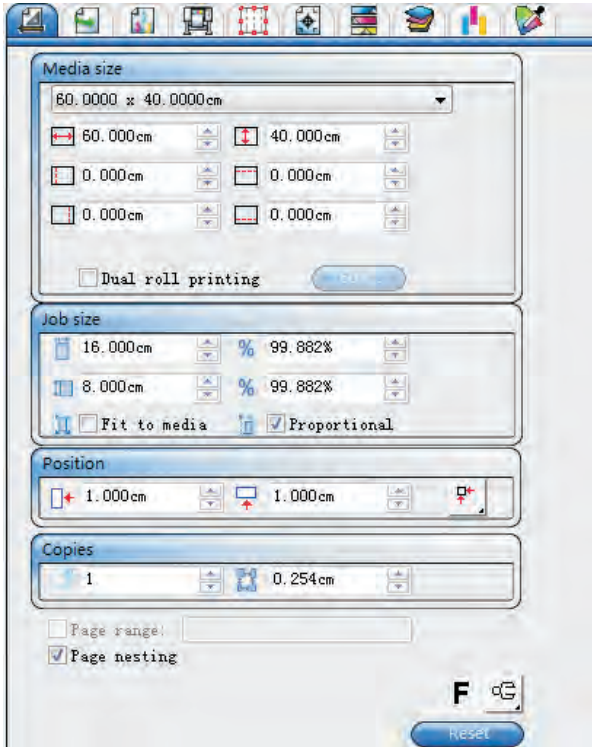 Media size
60.0000 x 40.0000cm
60.000cm 40.000cm
0.000cm 0.000cm
0.000cm 0.000cm
Dual roll printing
Job size
16.000cm % 99.882%
8.000cm % 99.882%
Fit to media Proportional
Position
1.000cm 1.000cm
Copies
1 0.254cm
Page range:
Page nesting
F
Reset